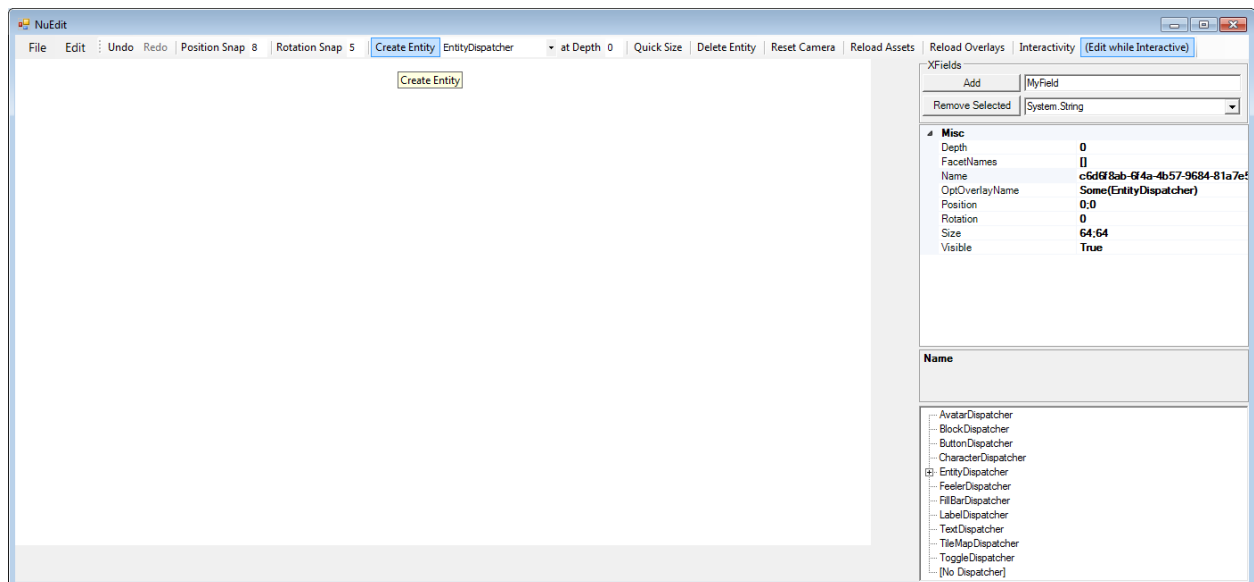 NuEdit
File Edit Undo Redo Position Snap 8 Rotation Snap 5 Create Entity EntityDispatcher at Depth 0 Quick Size Delete Entity Reset Camera Reload Assets Reload Overlays Interactivity (Edit while Interactive)
Create Entity
XFields
Add MyField
Remove Selected System.String
Misc
Depth 0
FacetNames []
Name c6d6f8ab-6f4a-4b57-9684-81a7e5
OptOverlayName Some(EntityDispatcher)
Position 0;0
Rotation 0
Size 64;64
Visible True
Name
AvatarDispatcher
BlockDispatcher
ButtonDispatcher
CharacterDispatcher
EntityDispatcher
FeelerDispatcher
FillBarDispatcher
LabelDispatcher
TextDispatcher
TileMapDispatcher
ToggleDispatcher
[No Dispatcher]